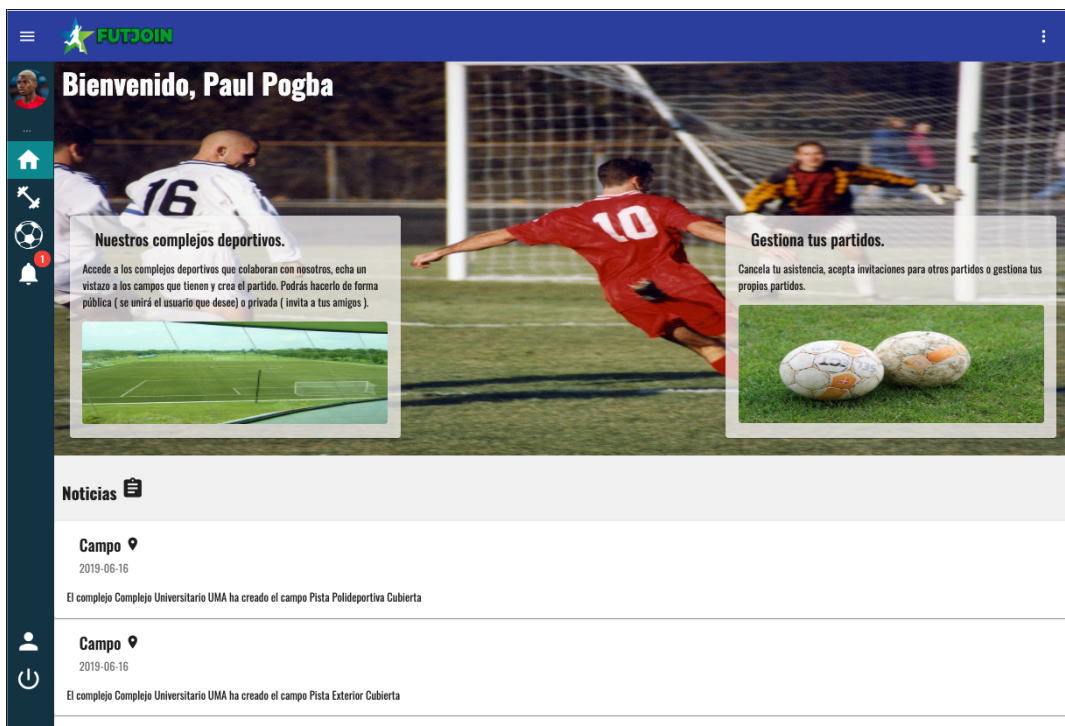 FUTJOIN
Bienvenido, Paul Pogba
...
16
10
1
Nuestros complejos deportivos.
Accede a los complejos deportivos que colaboran con nosotros, echa un
vistazo a los campos que tienen y crea el partido. Podrás hacerlo de forma
pública ( se unirá el usuario que desee) o privada ( invita a tus amigos ).
Gestiona tus partidos.
Cancela tu asistencia, acepta invitaciones para otros partidos o gestiona tus
propios partidos.
Noticias
Campo
2019-06-16
El complejo Complejo Universitario UMA ha creado el campo Pista Polideportiva Cubierta
Campo
2019-06-16
El complejo Complejo Universitario UMA ha creado el campo Pista Exterior Cubierta